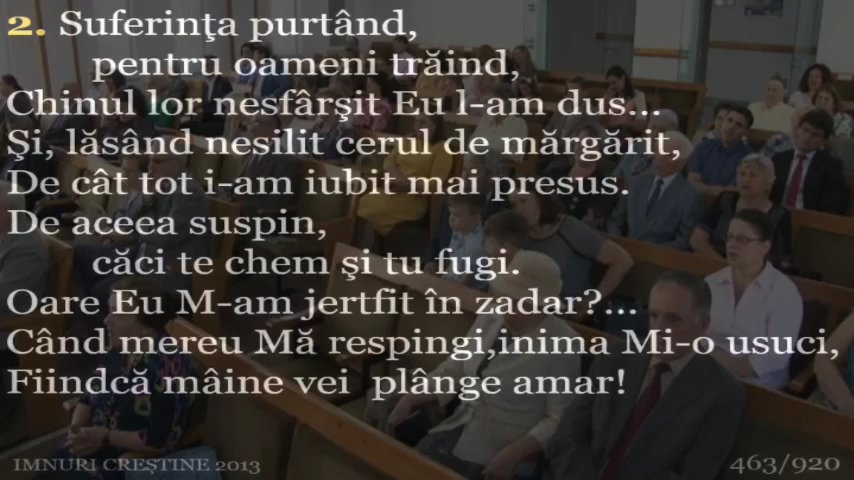 2. Suferinţa purtând,
pentru oameni trăind,
Chinul lor nesfârşit Eu l-am dus...
Şi, lăsând nesilit cerul de mărgărit,
De cât tot i-am iubit mai presus.
De aceea suspin,
căci te chem şi tu fugi.
Oare Eu M-am jertfit în zadar?...
Când mereu Mă respingi,inima Mi-o usuci,
Fiindcă mâine vei  plânge amar!
IMNURI CREȘTINE 2013
463/920